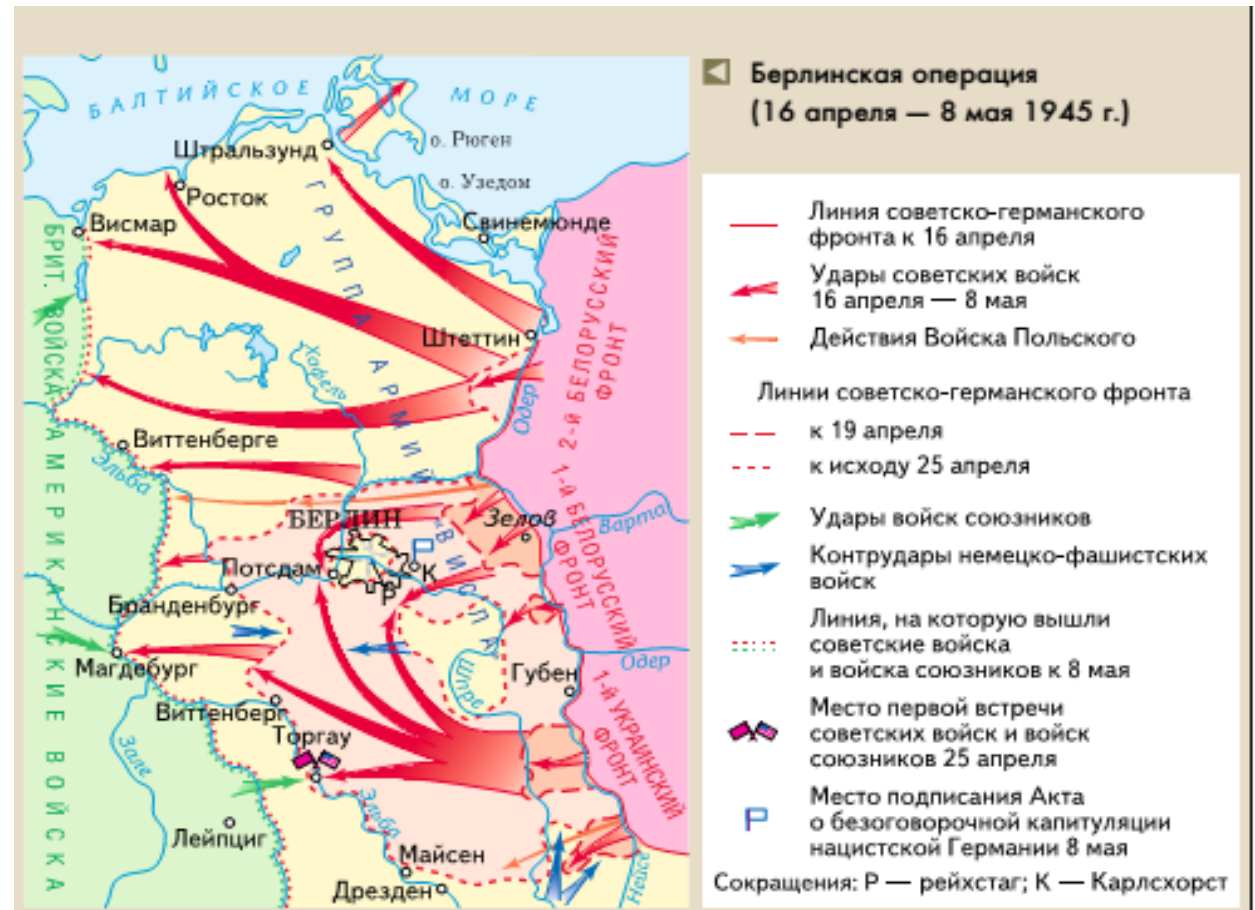 Берлинская операция
(16 апреля — 8 мая 1945 г.)
БАЛТИЙСКОЕ МОРЕ
о. Рюген
Штральзунд
о. Узедом
Росток
Висмар
Свинемюнде
ГРУППА АРМИЙ "ВИСЛА"
БРИТ. ВОЙСКА
Штеттин
2-й БЕЛОРУССКИЙ
ФРОНТ
Хофель
Одер
Виттенберге
Эльба
АМЕРИКАНСКИЕ ВОЙСКА
БЕРЛИН
Зелов
Варта
1-й БЕЛОРУССКИЙ
ФРОНТ
Потсдам
К
Р
Бранденбург
Магдебург
Шпре
Губен
Одер
Виттенберг
1-й УКРАИНСКИЙ
ФРОНТ
Торгау
Зале
Эльба
Лейпциг
Майсен
Дрезден
Нейсе
Линия советско-германского
фронта к 16 апреля
Удары советских войск
16 апреля — 8 мая
Действия Войска Польского
Линии советско-германского фронта
к 19 апреля
к исходу 25 апреля
Удары войск союзников
Контрудары немецко-фашистских
войск
Линия, на которую вышли
советские войска
и войска союзников к 8 мая
Место первой встречи
советских войск и войск
союзников 25 апреля
Место подписания Акта
о безоговорочной капитуляции
нацистской Германии 8 мая
Сокращения: Р — рейхстаг; К — Карлсхорст